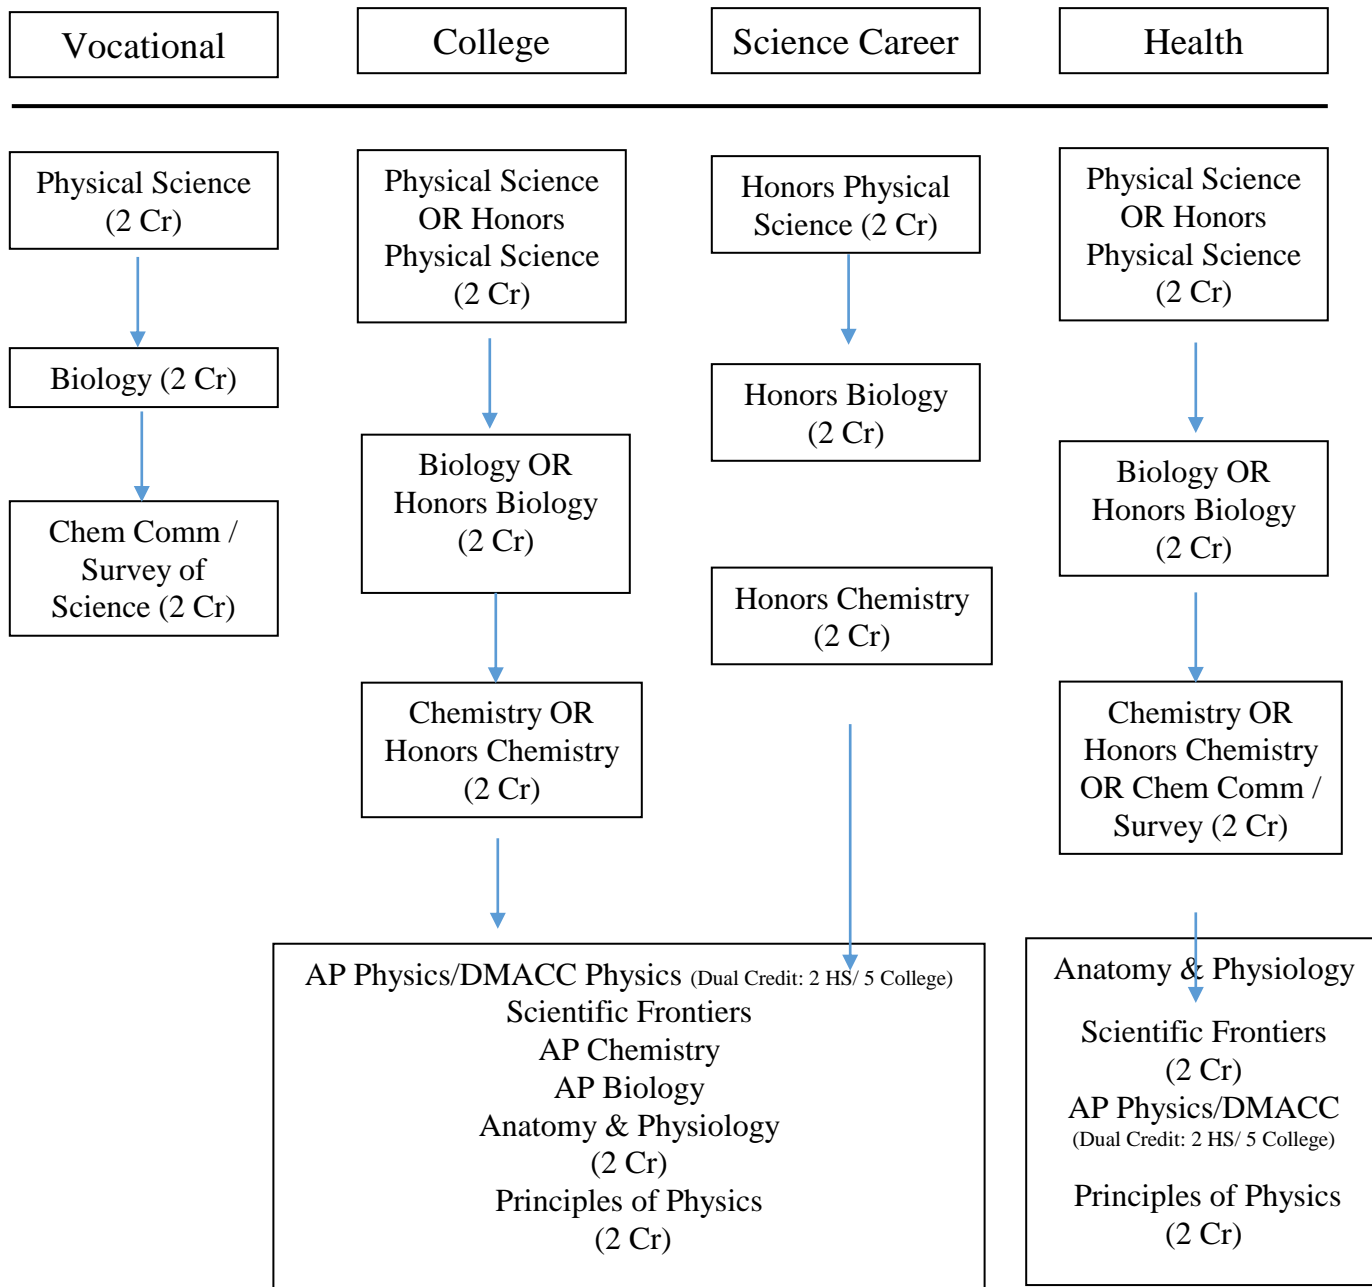 Vocational
College
Science Career
Health
Physical Science
(2 Cr)
Biology (2 Cr)
Chem Comm /
Survey of
Science (2 Cr)
Physical Science
OR Honors
Physical Science
(2 Cr)
Biology OR
Honors Biology
(2 Cr)
Chemistry OR
Honors Chemistry
(2 Cr)
Honors Physical
Science (2 Cr)
Honors Biology
(2 Cr)
Honors Chemistry
(2 Cr)
AP Physics/DMACC Physics (Dual Credit: 2 HS/ 5 College)
Scientific Frontiers
AP Chemistry
AP Biology
Anatomy & Physiology
(2 Cr)
Principles of Physics
(2 Cr)
Physical Science
OR Honors
Physical Science
(2 Cr)
Biology OR
Honors Biology
(2 Cr)
Chemistry OR
Honors Chemistry
OR Chem Comm /
Survey (2 Cr)
Anatomy & Physiology
Scientific Frontiers
(2 Cr)
AP Physics/DMACC
(Dual Credit: 2 HS/ 5 College)
Principles of Physics
(2 Cr)